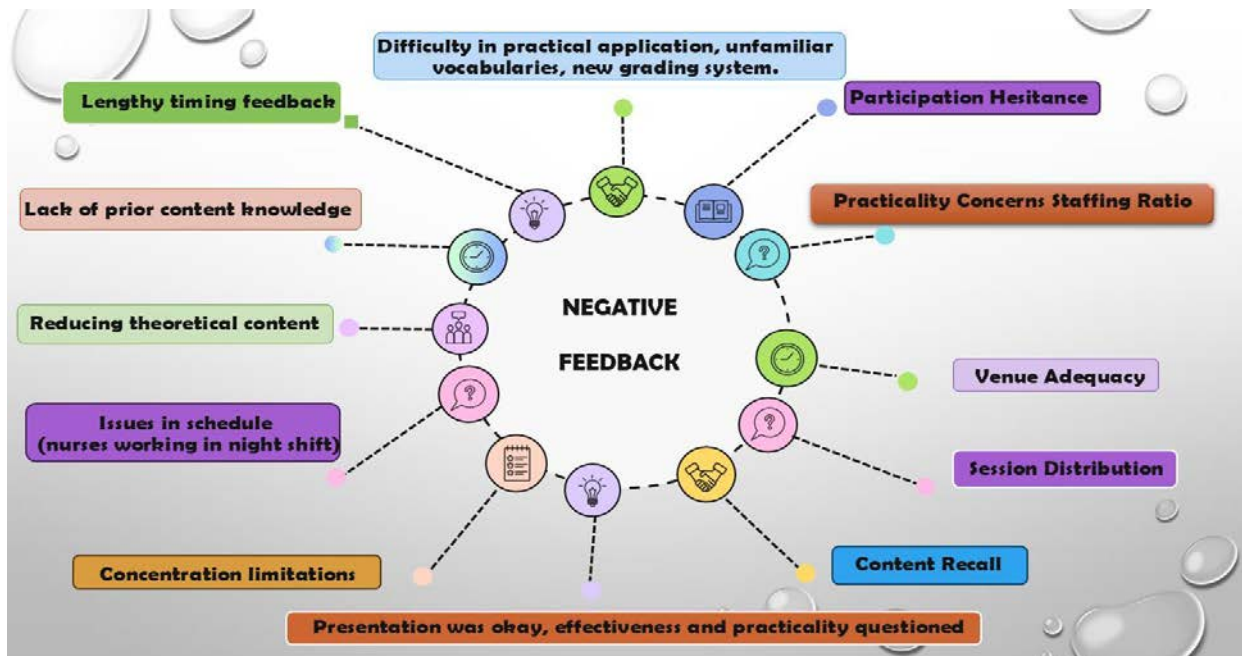 Difficulty in practical application, unfamiliar
vocabularies, new grading system.
Lengthy timing feedback
Participation Hesitance
Lack of prior content knowledge
Practicality Concerns Staffing Ratio
NEGATIVE
FEEDBACK
Reducing theoretical content
Venue Adequacy
Issues in schedule
(nurses working in night shift)
Session Distribution
Concentration limitations
Content Recall
Presentation was okay, effectiveness and practicality questioned